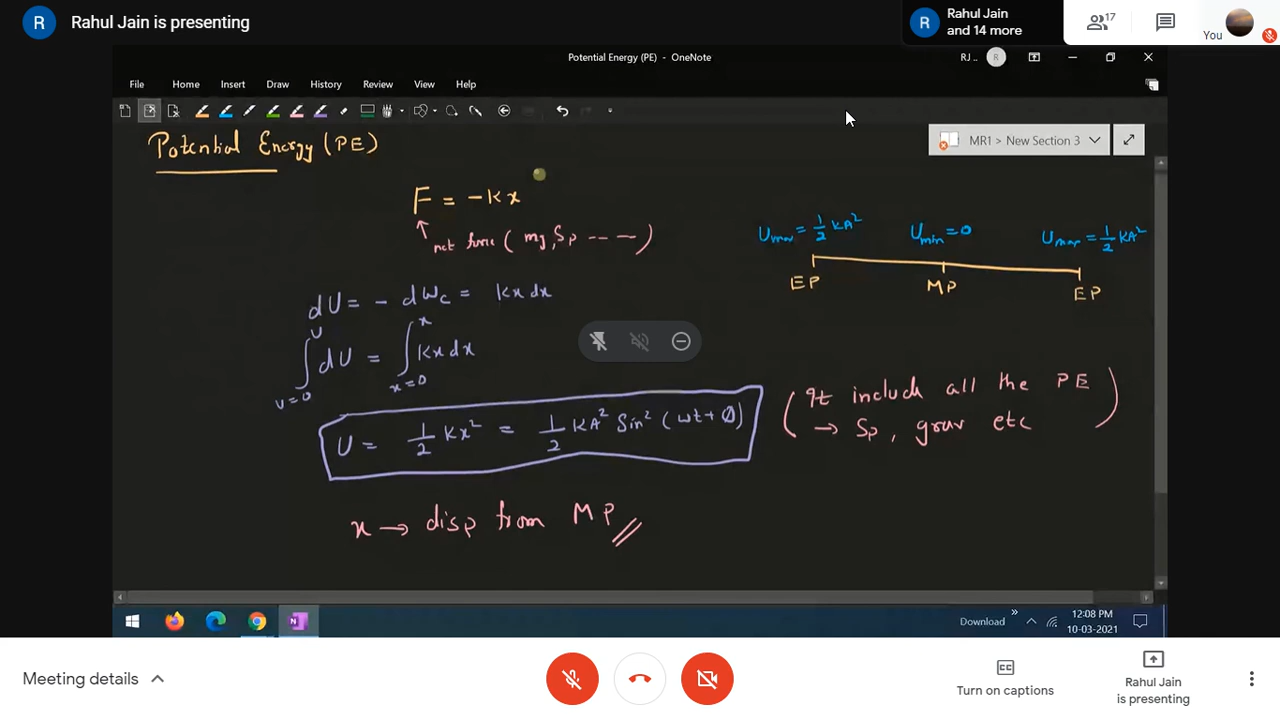 R Rahul Jain is presenting
R Rahul Jain and 14 more
17
You
Potential Energy (PE) - OneNote
RJ .. R
File Home Insert Draw History Review View Help
MR1 > New Section 3
Potential Energy (PE)
F = -kx
↑ net force ( mg, Sp -- -- — )
Umax = 1/2 KA² Umin = 0 Umax = 1/2 KA²
EP MP EP
dU = - dWc = kx dx
∫ U=0 to U dU = ∫ x=0 to x kx dx
U = 1/2 kx² = 1/2 KA² Sin² (ωt + Ø)
( It include all the PE
→ Sp, grav etc )
x → disp from MP //
Download » 12:08 PM
10-03-2021
Meeting details
CC
Turn on captions
Rahul Jain
is presenting